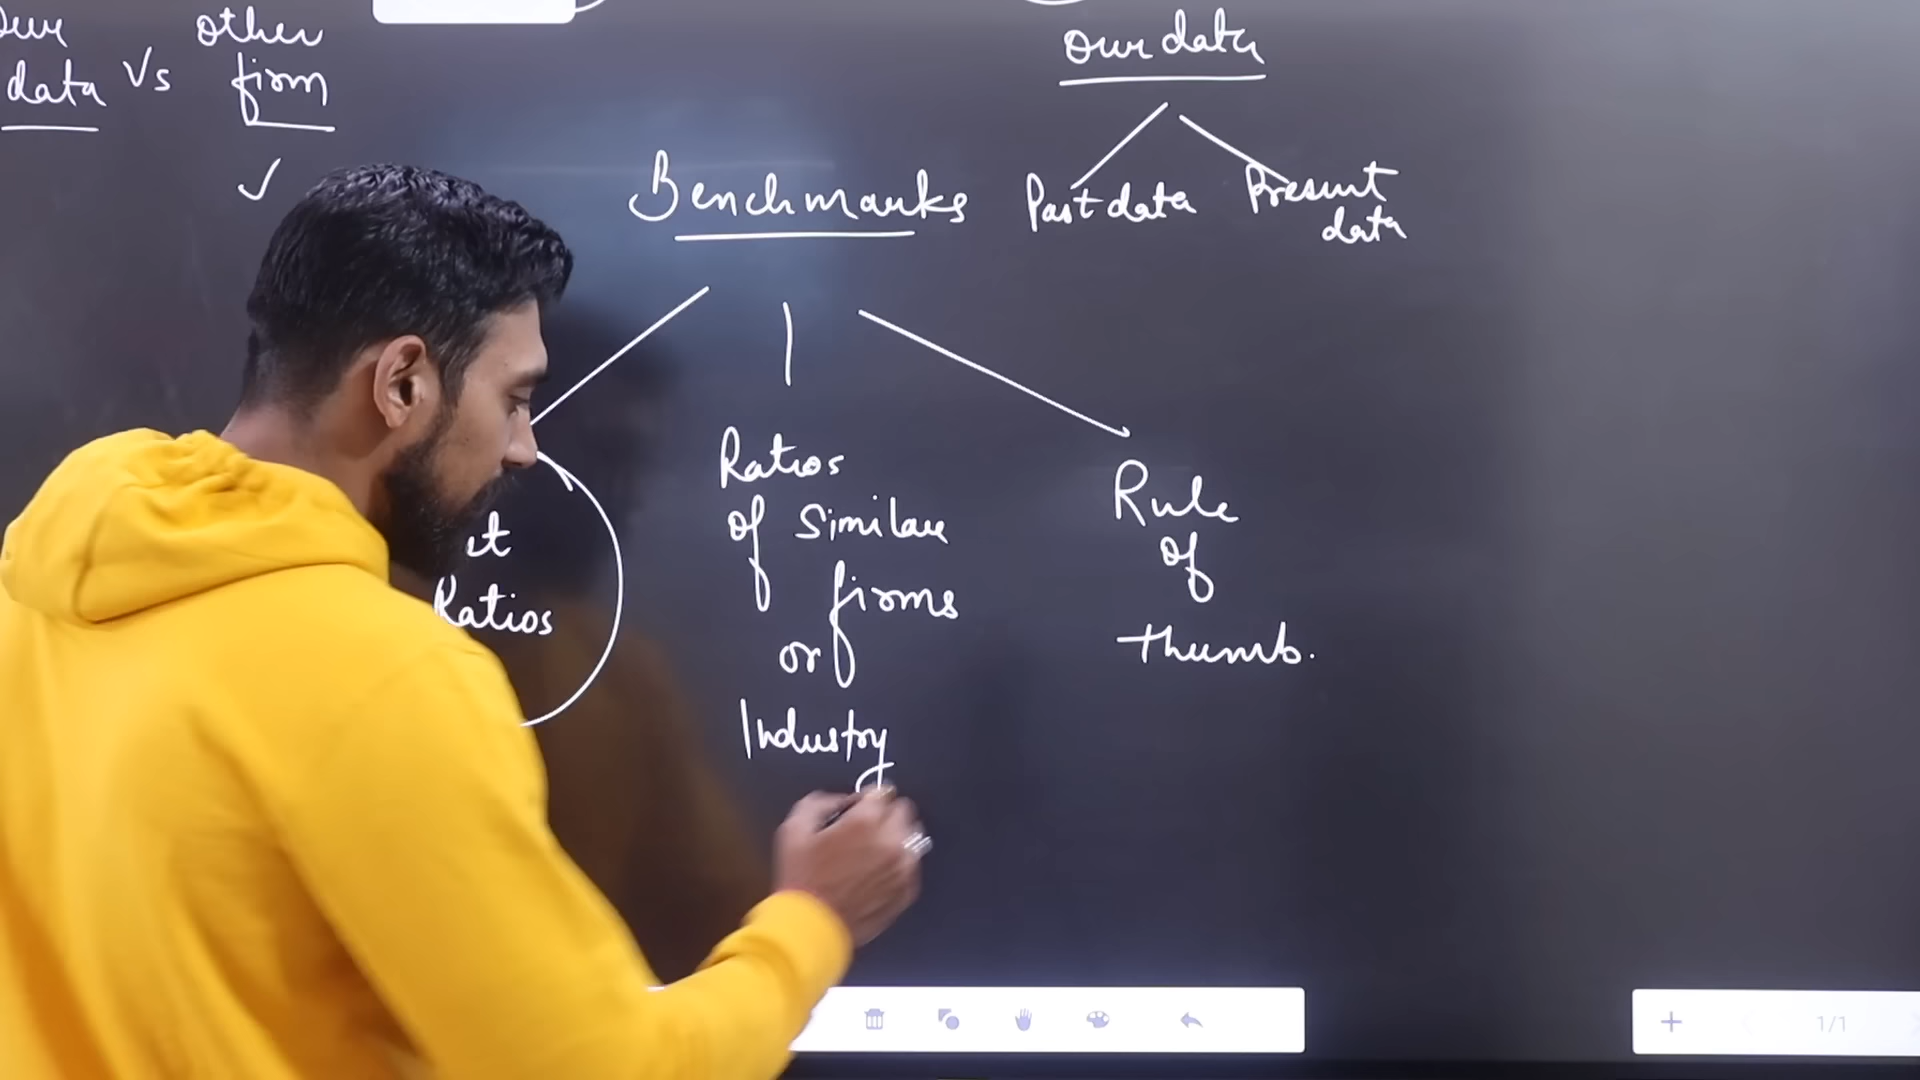 other
data Vs firm
our data
Benchmarks
Past data
Present
data
Ratios
Ratios
of Similar
firms
or
Industry
Rule
of
thumb.
1/1